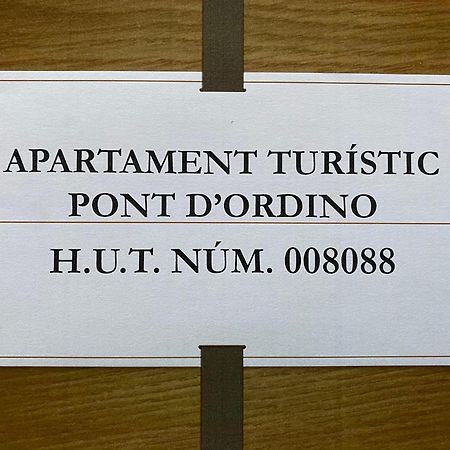 APARTAMENT TURÍSTIC
PONT D’ORDINO
H.U.T. NÚM. 008088